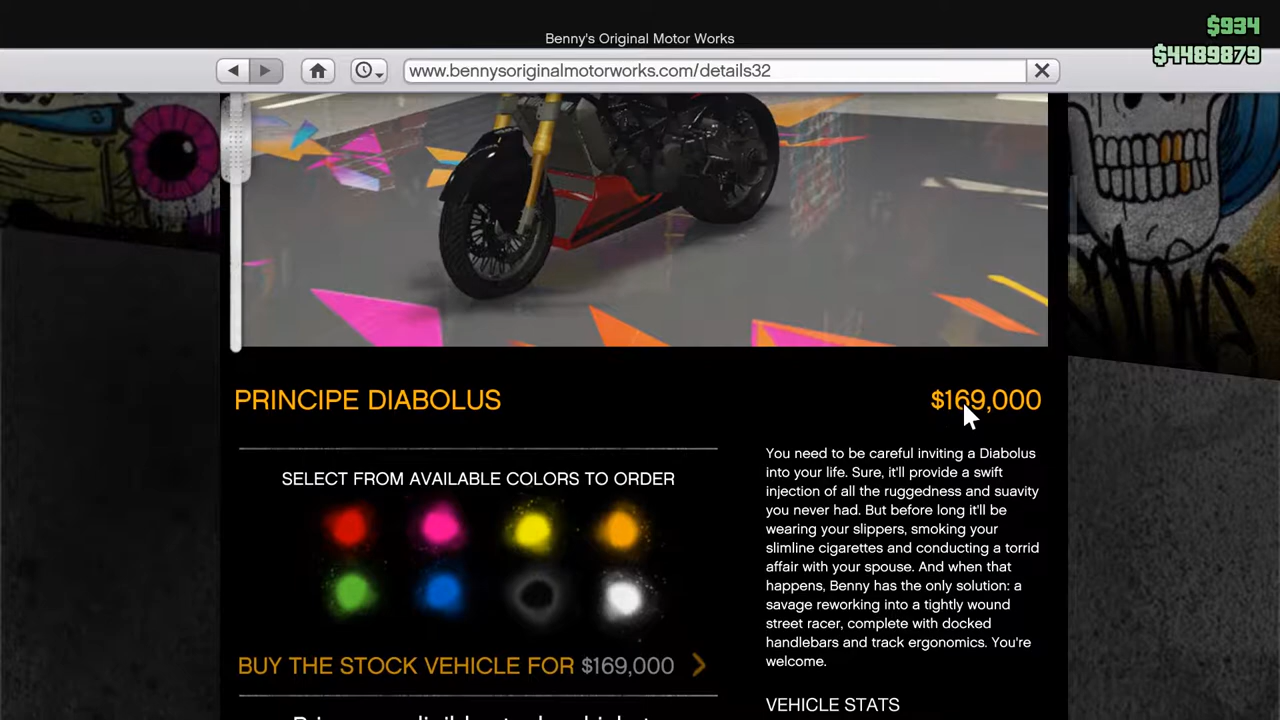 Benny's Original Motor Works
$934
$4489879
www.bennysoriginalmotorworks.com/details32
PRINCIPE DIABOLUS
$169,000
SELECT FROM AVAILABLE COLORS TO ORDER
BUY THE STOCK VEHICLE FOR $169,000
You need to be careful inviting a Diabolus
into your life. Sure, it'll provide a swift
injection of all the ruggedness and suavity
you never had. But before long it'll be
wearing your slippers, smoking your
slimline cigarettes and conducting a torrid
affair with your spouse. And when that
happens, Benny has the only solution: a
savage reworking into a tightly wound
street racer, complete with docked
handlebars and track ergonomics. You're
welcome.
VEHICLE STATS